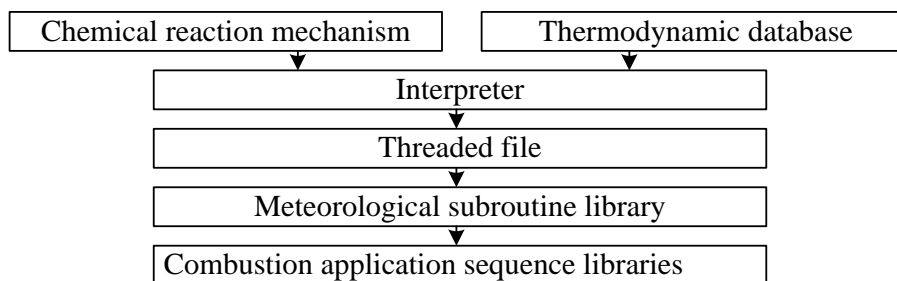 Chemical reaction mechanism
Thermodynamic database
Interpreter
Threaded file
Meteorological subroutine library
Combustion application sequence libraries